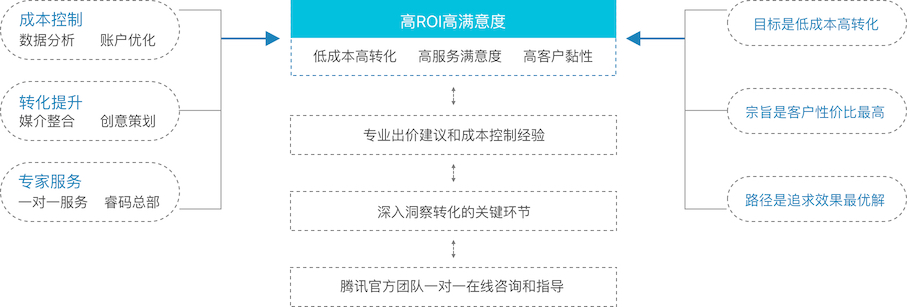 成本控制
数据分析 账户优化
转化提升
媒介整合 创意策划
专家服务
一对一服务 睿码总部
高ROI高满意度
低成本高转化 高服务满意度 高客户黏性
专业出价建议和成本控制经验
深入洞察转化的关键环节
腾讯官方团队一对一在线咨询和指导
目标是低成本高转化
宗旨是客户性价比最高
路径是追求效果最优解